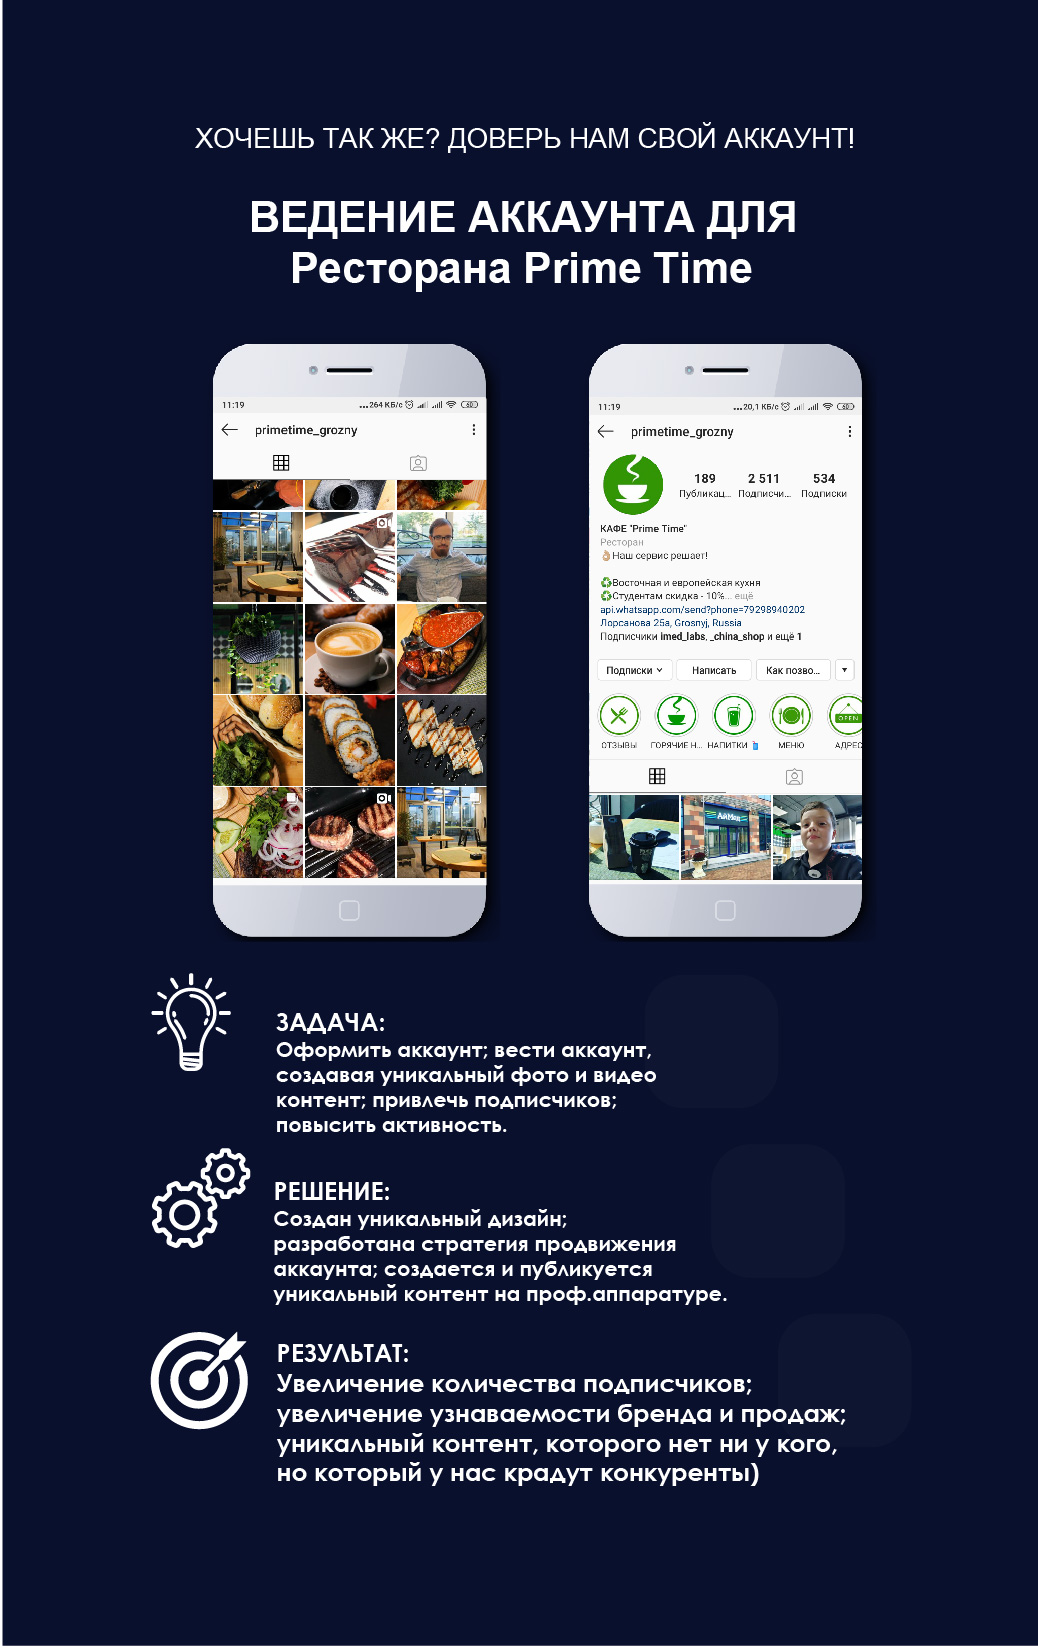 ХОЧЕШЬ ТАК ЖЕ? ДОВЕРЬ НАМ СВОЙ АККАУНТ!
ВЕДЕНИЕ АККАУНТА ДЛЯ
Ресторана Prime Time
11:19
...264 КБ/с
60
primetime_grozny
11:19
...20,1 КБ/с
60
primetime_grozny
189
2 511
534
Публикац...
Подписчи...
Подписки
КАФЕ "Prime Time"
Ресторан
👌🏼Наш сервис решает!
♻️Восточная и европейская кухня
♻️Студентам скидка - 10%... ещё
api.whatsapp.com/send?phone=79298940202
Лорсанова 25а, Grosnyj, Russia
Подписчики imed_labs, _china_shop и ещё 1
Подписки
Написать
Как позво...
OPEN
ОТЗЫВЫ
ГОРЯЧИЕ Н...
НАПИТКИ 🥤
МЕНЮ
АДРЕС
ЗАДАЧА:
Оформить аккаунт; вести аккаунт,
создавая уникальный фото и видео
контент; привлечь подписчиков;
повысить активность.
РЕШЕНИЕ:
Создан уникальный дизайн;
разработана стратегия продвижения
аккаунта; создается и публикуется
уникальный контент на проф.аппаратуре.
РЕЗУЛЬТАТ:
Увеличение количества подписчиков;
увеличение узнаваемости бренда и продаж;
уникальный контент, которого нет ни у кого,
но который у нас крадут конкуренты)